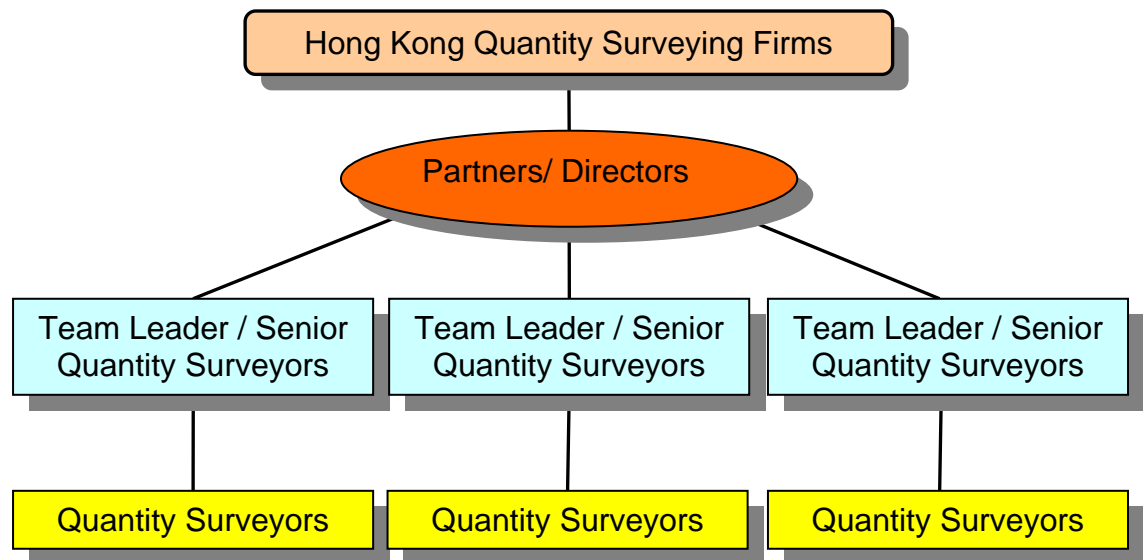 Hong Kong Quantity Surveying Firms
Partners/ Directors
Team Leader / Senior
Quantity Surveyors
Team Leader / Senior
Quantity Surveyors
Team Leader / Senior
Quantity Surveyors
Quantity Surveyors
Quantity Surveyors
Quantity Surveyors